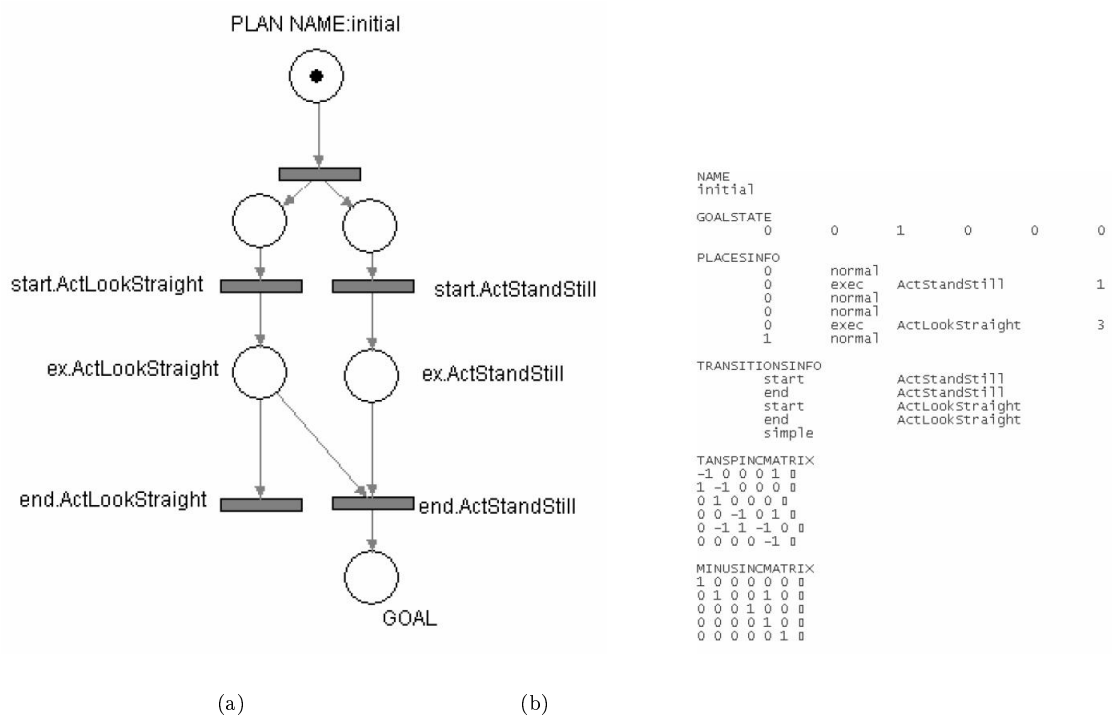 PLAN NAME:initial
start.ActLookStraight
start.ActStandStill
ex.ActLookStraight
ex.ActStandStill
end.ActLookStraight
end.ActStandStill
GOAL
(a)
NAME
initial
GOALSTATE
0 0 1 0 0 0
PLACESINFO
0 normal
0 exec ActStandStill 1
0 normal
0 normal
0 exec ActLookStraight 3
1 normal
TRANSITIONSINFO
start ActStandStill
end ActStandStill
start ActLookStraight
end ActLookStraight
simple
TANSPINCMATRIX
-1 0 0 0 1 ▯
1 -1 0 0 0 ▯
0 1 0 0 0 ▯
0 0 -1 0 1 ▯
0 -1 1 -1 0 ▯
0 0 0 0 -1 ▯
MINUSINCMATRIX
1 0 0 0 0 0 ▯
0 1 0 0 1 0 ▯
0 0 0 1 0 0 ▯
0 0 0 0 1 0 ▯
0 0 0 0 0 1 ▯
(b)